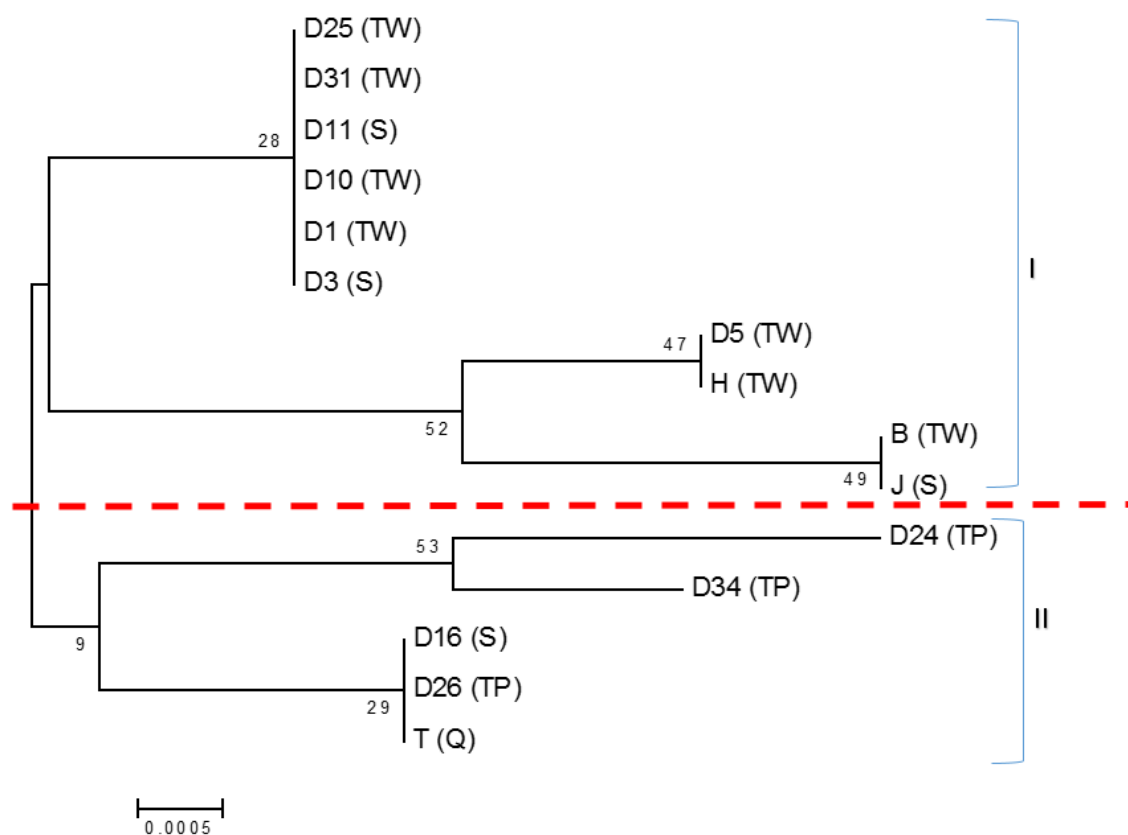 D25 (TW)
D31 (TW)
D11 (S)
28
D10 (TW)
D1 (TW)
D3 (S)
I
D5 (TW)
47
H (TW)
52
B (TW)
49
J (S)
D24 (TP)
53
D34 (TP)
II
D16 (S)
9
D26 (TP)
29
T (Q)
0.0005